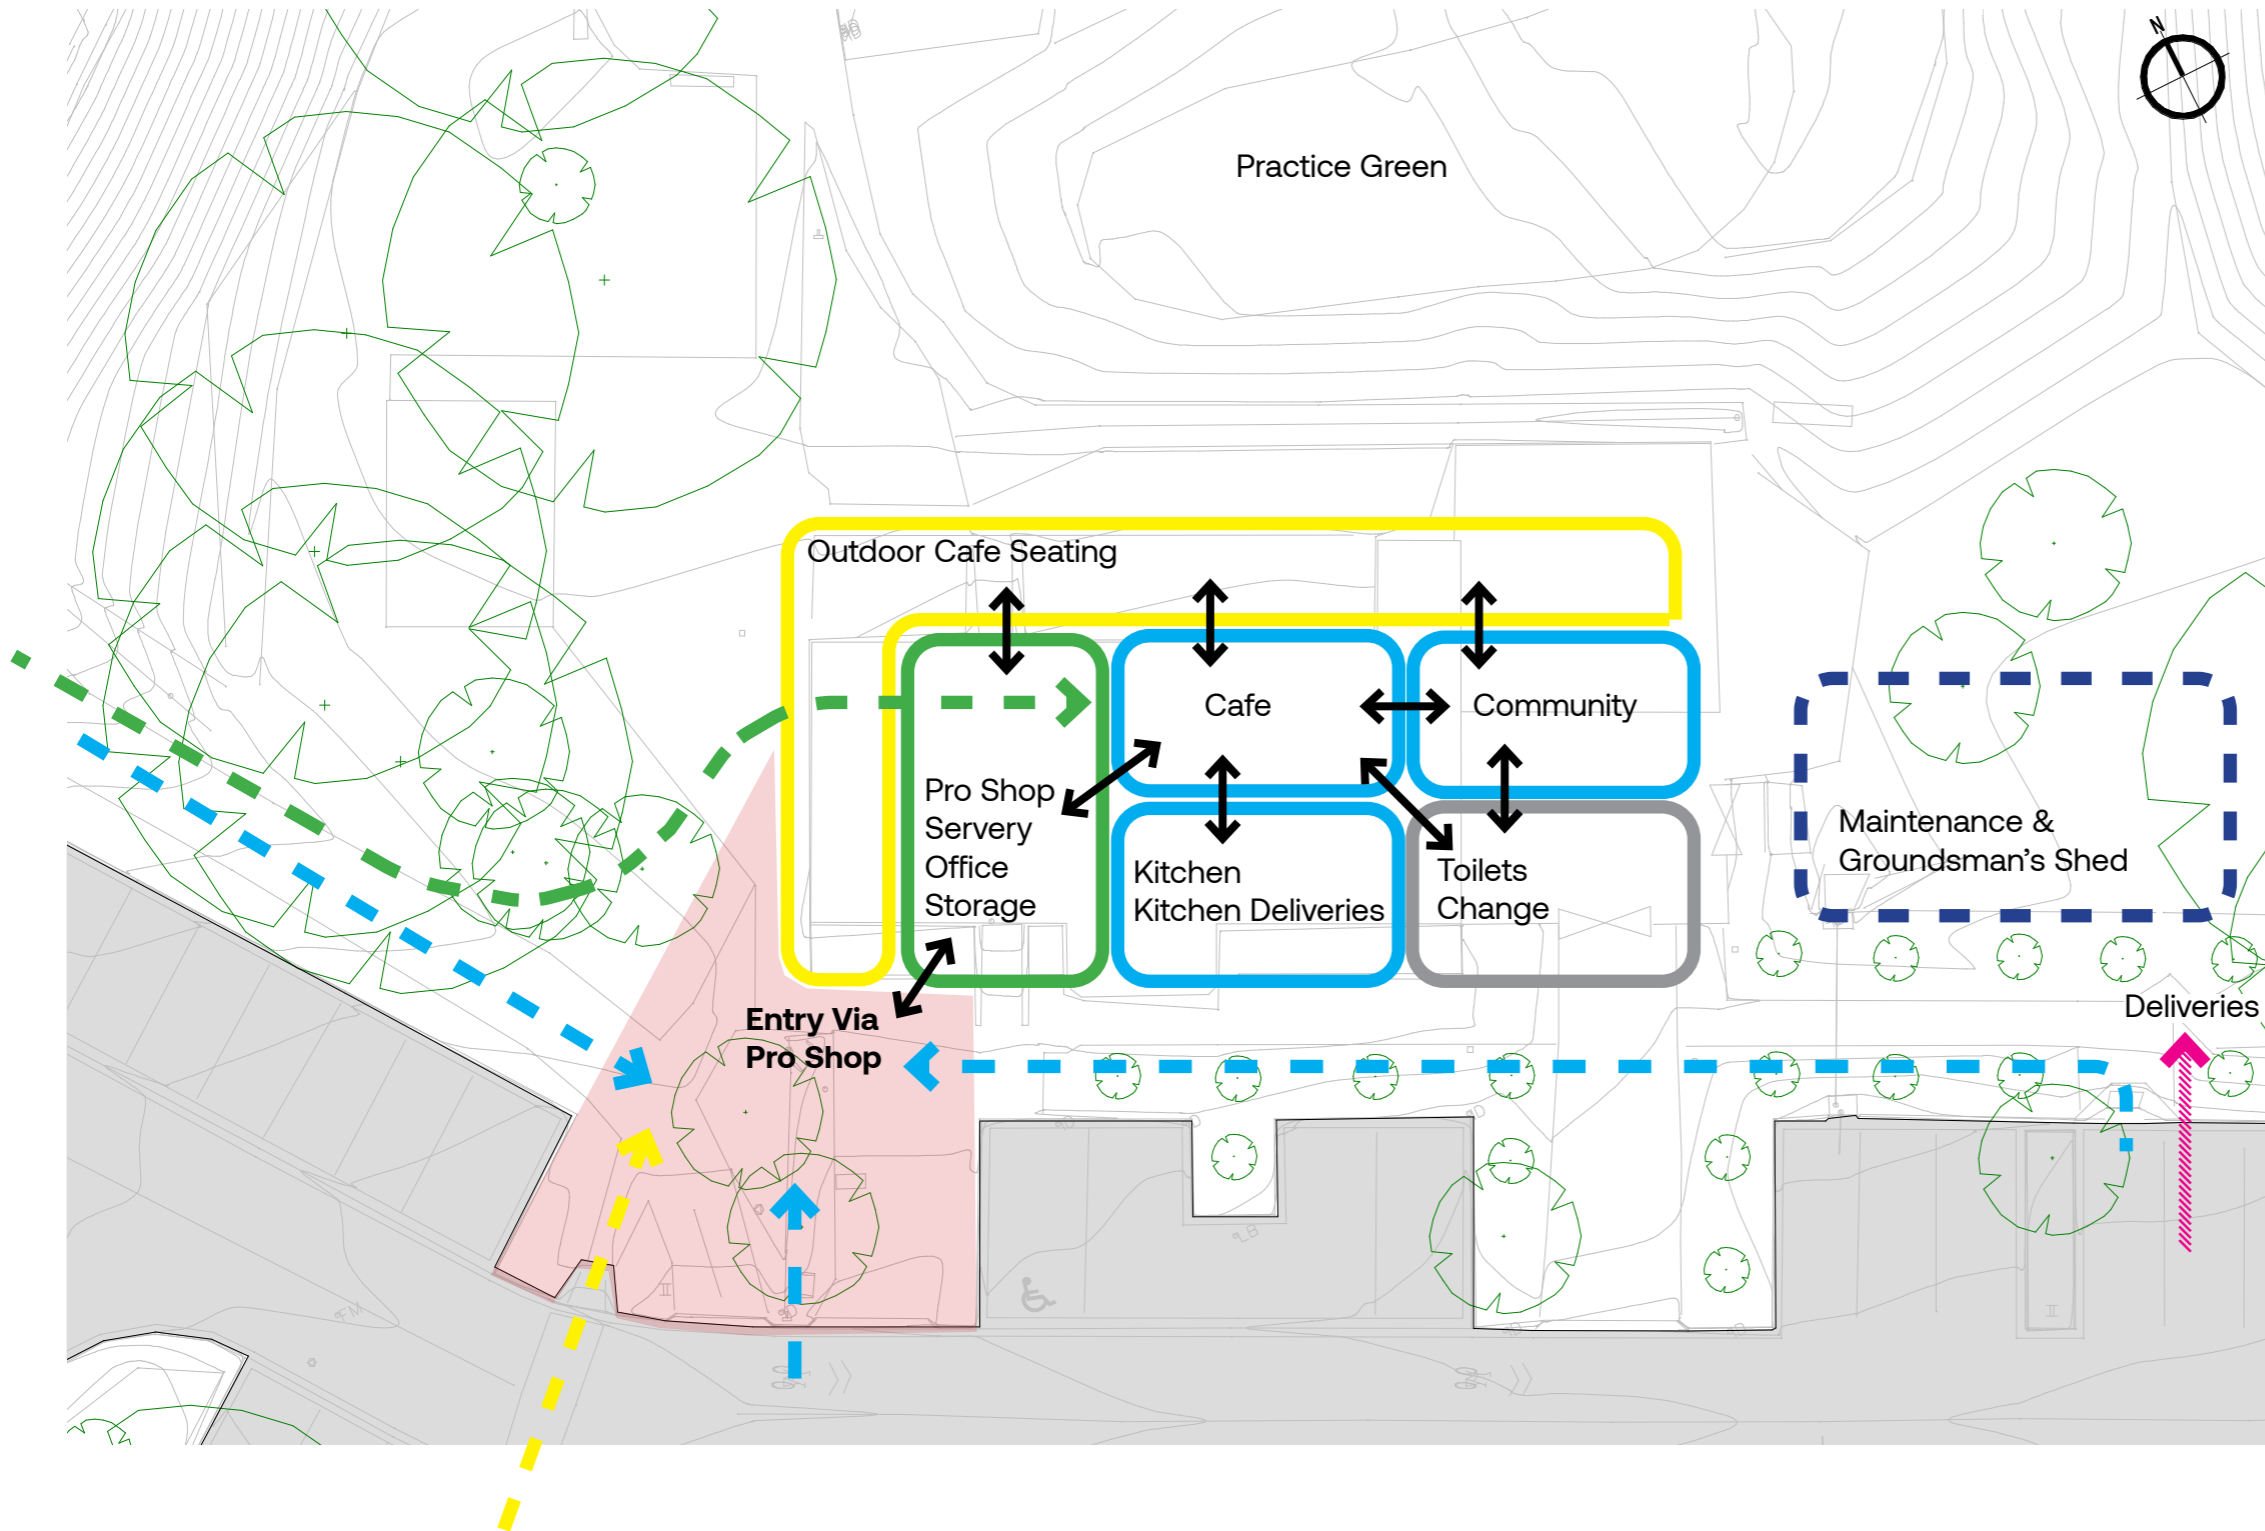 N
Practice Green
Outdoor Cafe Seating
Cafe
Community
Pro Shop
Servery
Office
Storage
Kitchen
Kitchen Deliveries
Toilets
Change
Maintenance &
Groundsman's Shed
Deliveries
Entry Via
Pro Shop